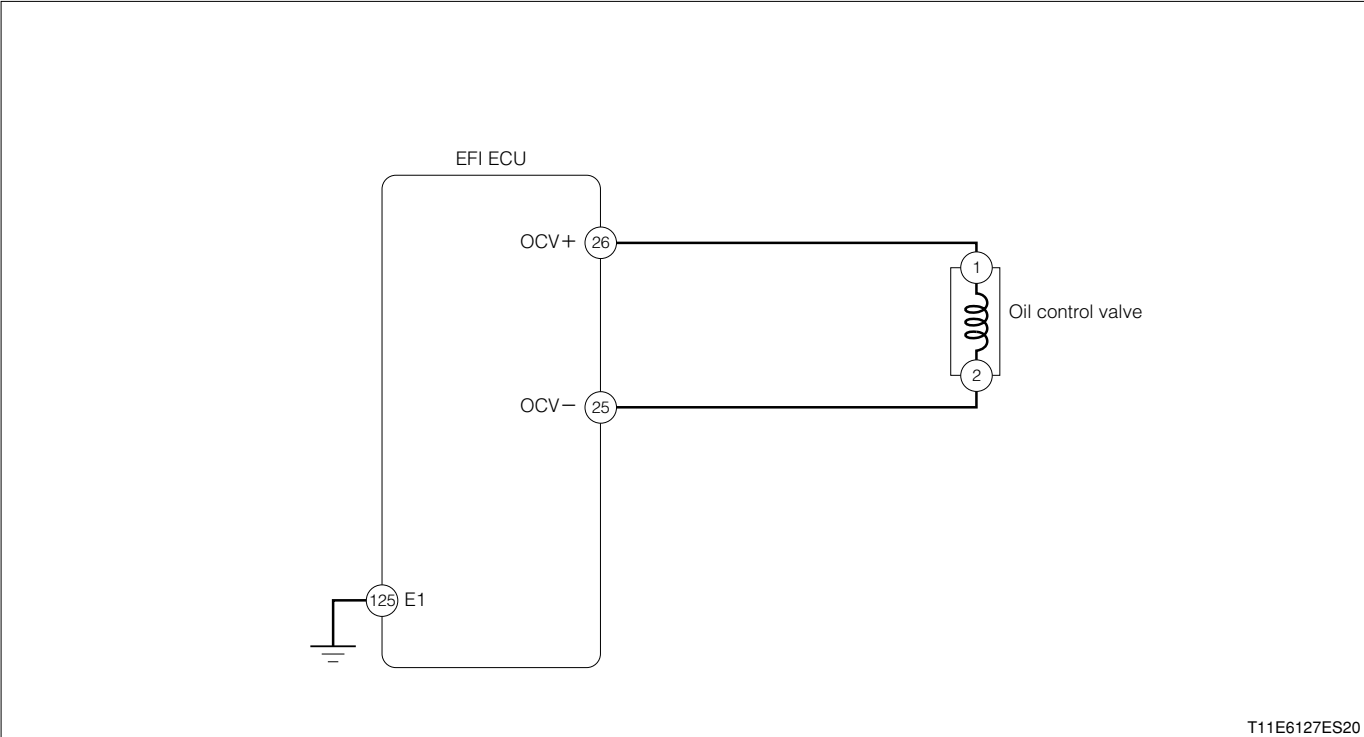 EFI ECU
OCV+ 26
1
Oil control valve
2
OCV− 25
125 E1
T11E6127ES20